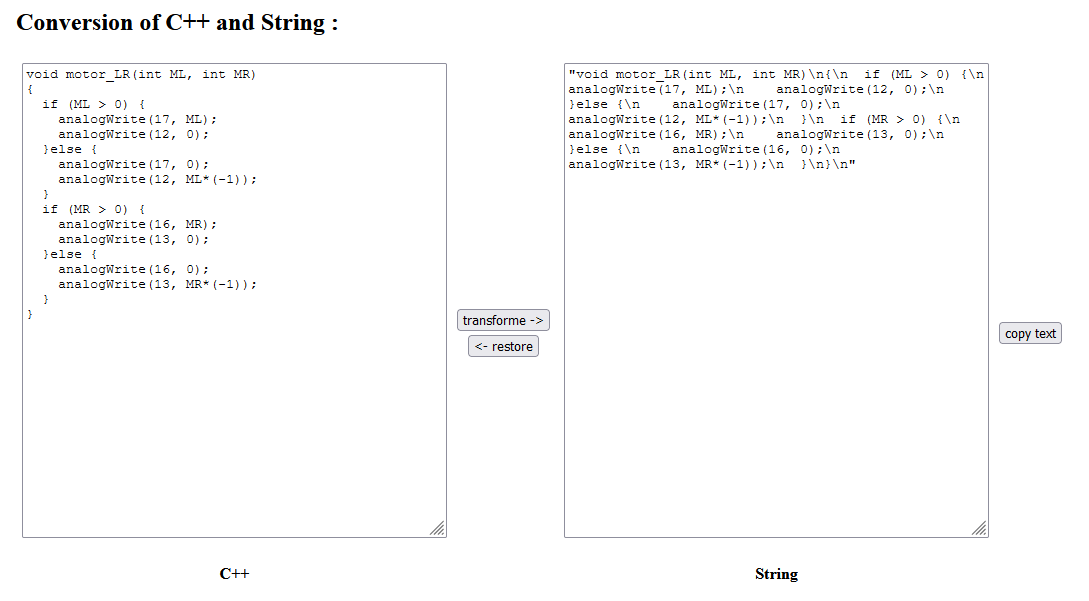 Conversion of C++ and String :
void motor_LR(int ML, int MR)
{
  if (ML > 0) {
    analogWrite(17, ML);
    analogWrite(12, 0);
  }else {
    analogWrite(17, 0);
    analogWrite(12, ML*(-1));
  }
  if (MR > 0) {
    analogWrite(16, MR);
    analogWrite(13, 0);
  }else {
    analogWrite(16, 0);
    analogWrite(13, MR*(-1));
  }
}
transforme ->
<- restore
"void motor_LR(int ML, int MR)\n{\n  if (ML > 0) {\n
analogWrite(17, ML);\n    analogWrite(12, 0);\n
}else {\n    analogWrite(17, 0);\n
analogWrite(12, ML*(-1));\n  }\n  if (MR > 0) {\n
analogWrite(16, MR);\n    analogWrite(13, 0);\n
}else {\n    analogWrite(16, 0);\n
analogWrite(13, MR*(-1));\n  }\n}\n"
copy text
C++
String